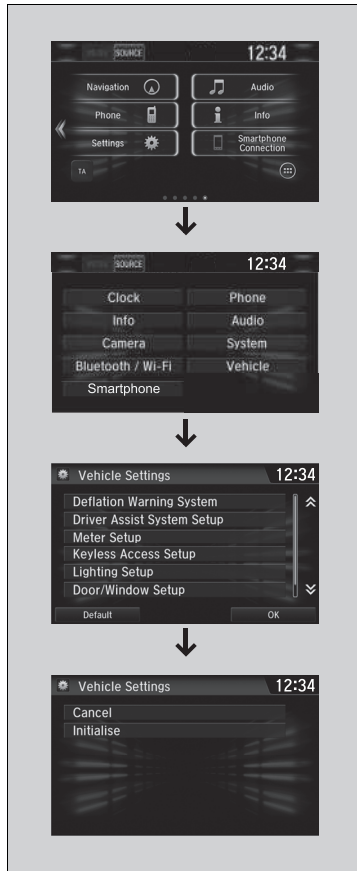 SOURCE 12:34
Navigation Audio
Phone Info
Settings Smartphone
Connection
TA
SOURCE 12:34
Clock Phone
Info Audio
Camera System
Bluetooth / Wi-Fi Vehicle
Smartphone
Vehicle Settings 12:34
Deflation Warning System
Driver Assist System Setup
Meter Setup
Keyless Access Setup
Lighting Setup
Door/Window Setup
Default OK
Vehicle Settings 12:34
Cancel
Initialise